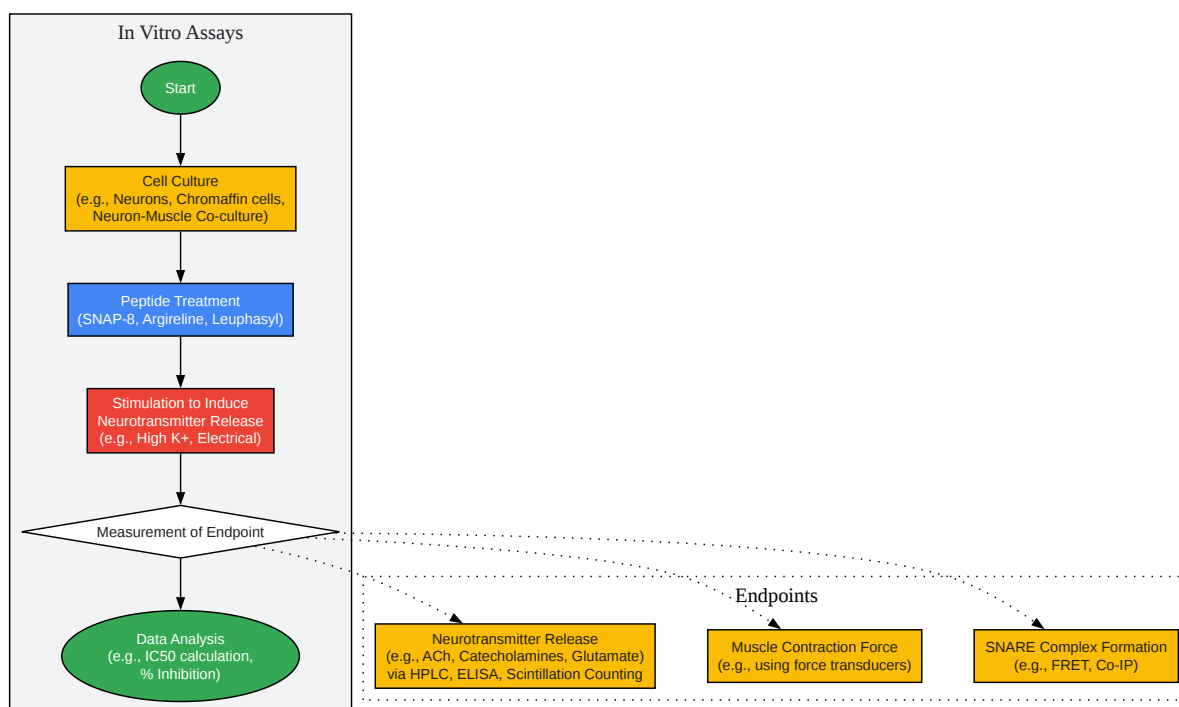 In Vitro Assays
Start
Cell Culture
(e.g., Neurons, Chromaffin cells,
Neuron-Muscle Co-culture)
Peptide Treatment
(SNAP-8, Argireline, Leuphasyl)
Stimulation to Induce
Neurotransmitter Release
(e.g., High K+, Electrical)
Measurement of Endpoint
Data Analysis
(e.g., IC50 calculation,
% Inhibition)
Endpoints
Neurotransmitter Release
(e.g., ACh, Catecholamines, Glutamate)
via HPLC, ELISA, Scintillation Counting
Muscle Contraction Force
(e.g., using force transducers)
SNARE Complex Formation
(e.g., FRET, Co-IP)